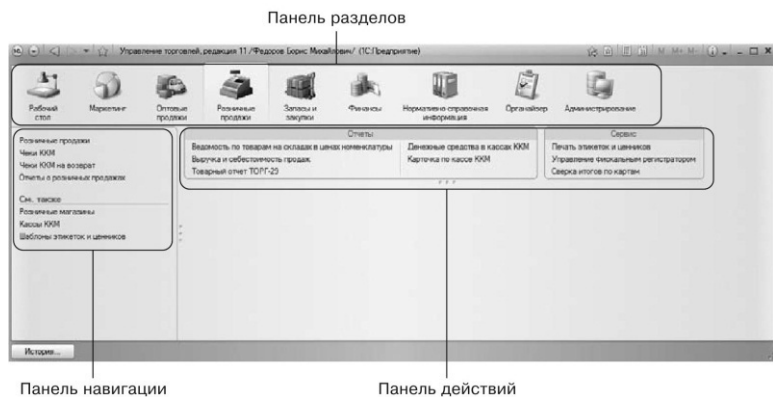 Панель разделов
Управление торговлей, редакция 11 /Федоров Борис Михайлович/ (1С:Предприятие)
M M+ M-
Рабочий стол
Маркетинг
Оптовые продажи
Розничные продажи
Запасы и закупки
Финансы
Нормативно-справочная информация
Органайзер
Администрирование
Розничные продажи
Чеки ККМ
Чеки ККМ на возврат
Отчеты о розничных продажах
См. также
Розничные магазины
Кассы ККМ
Шаблоны этикеток и ценников
Отчеты
Ведомость по товарам на складах в ценах номенклатуры
Выручка и себестоимость продаж
Товарный отчет ТОРГ-29
Денежные средства в кассах ККМ
Карточка по кассе ККМ
Сервис
Печать этикеток и ценников
Управление фискальным регистратором
Сверка итогов по картам
История...
Панель навигации
Панель действий